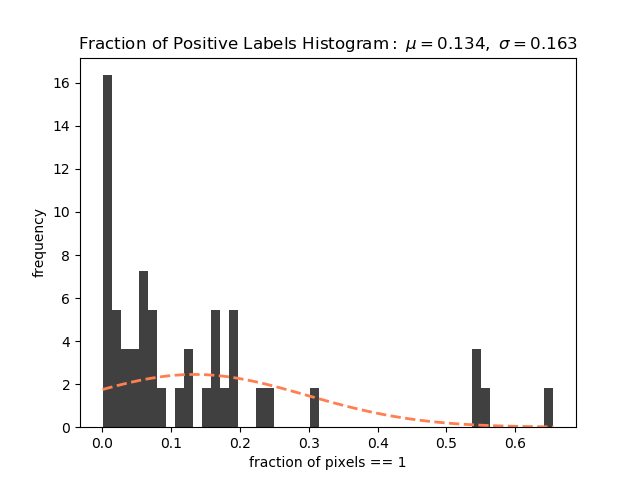 Fraction of Positive Labels Histogram : μ = 0.134, σ = 0.163
16
14
12
10
8
6
4
2
0
frequency
0.0 0.1 0.2 0.3 0.4 0.5 0.6
fraction of pixels == 1